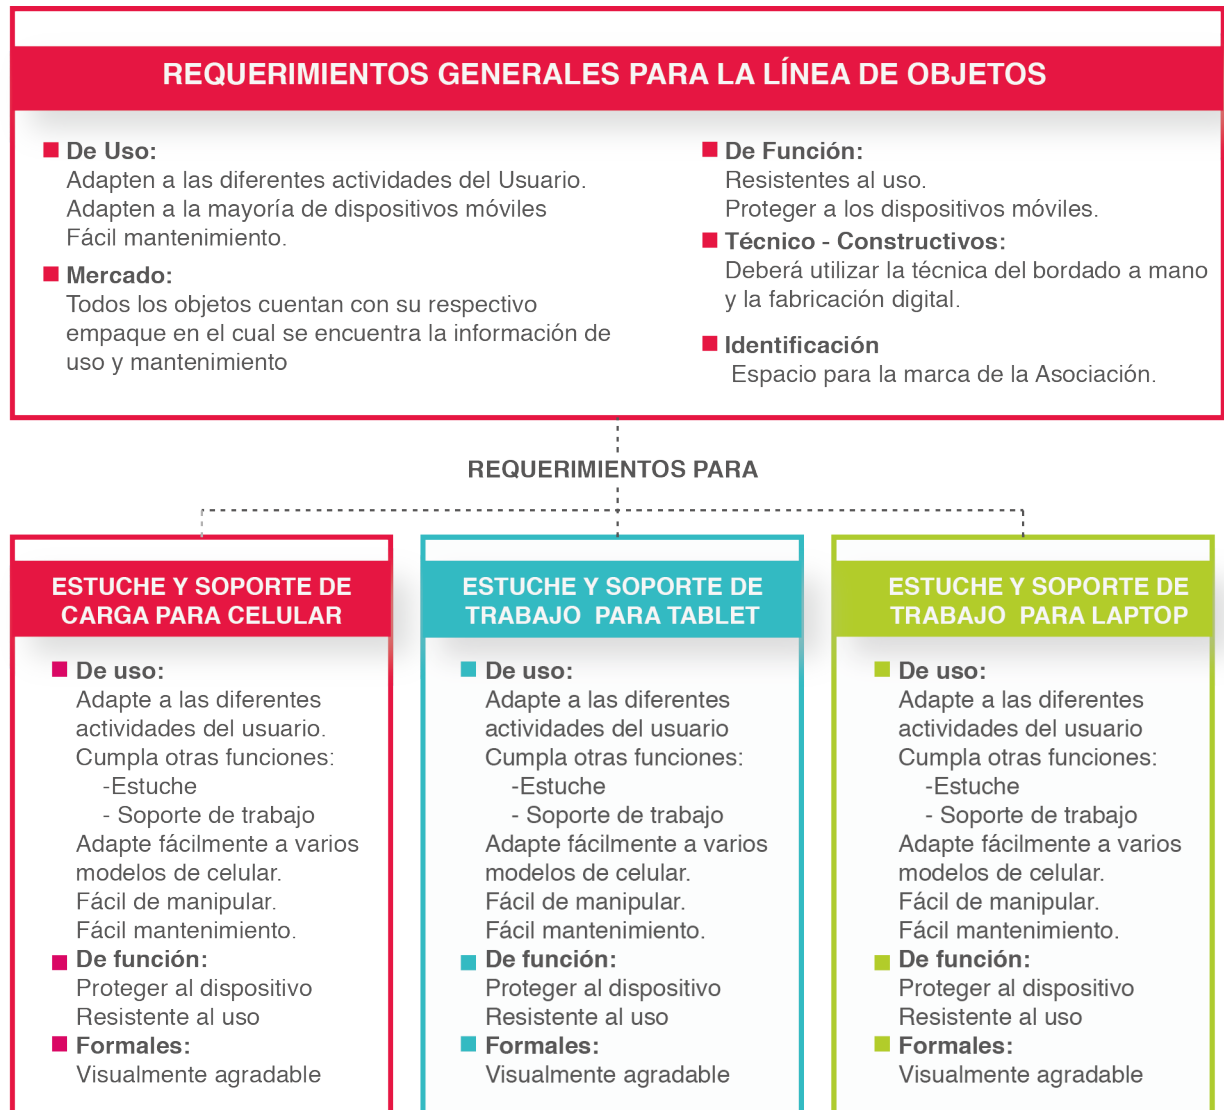 REQUERIMIENTOS GENERALES PARA LA LÍNEA DE OBJETOS
De Uso:
Adapten a las diferentes actividades del Usuario.
Adapten a la mayoría de dispositivos móviles
Fácil mantenimiento.
Mercado:
Todos los objetos cuentan con su respectivo
empaque en el cual se encuentra la información de
uso y mantenimiento
De Función:
Resistentes al uso.
Proteger a los dispositivos móviles.
Técnico - Constructivos:
Deberá utilizar la técnica del bordado a mano
y la fabricación digital.
Identificación
Espacio para la marca de la Asociación.
REQUERIMIENTOS PARA
ESTUCHE Y SOPORTE DE
CARGA PARA CELULAR
De uso:
Adapte a las diferentes
actividades del usuario.
Cumpla otras funciones:
-Estuche
- Soporte de trabajo
Adapte fácilmente a varios
modelos de celular.
Fácil de manipular.
Fácil mantenimiento.
De función:
Proteger al dispositivo
Resistente al uso
Formales:
Visualmente agradable
ESTUCHE Y SOPORTE DE
TRABAJO PARA TABLET
De uso:
Adapte a las diferentes
actividades del usuario
Cumpla otras funciones:
-Estuche
- Soporte de trabajo
Adapte fácilmente a varios
modelos de celular.
Fácil de manipular.
Fácil mantenimiento.
De función:
Proteger al dispositivo
Resistente al uso
Formales:
Visualmente agradable
ESTUCHE Y SOPORTE DE
TRABAJO PARA LAPTOP
De uso:
Adapte a las diferentes
actividades del usuario
Cumpla otras funciones:
-Estuche
- Soporte de trabajo
Adapte fácilmente a varios
modelos de celular.
Fácil de manipular.
Fácil mantenimiento.
De función:
Proteger al dispositivo
Resistente al uso
Formales:
Visualmente agradable